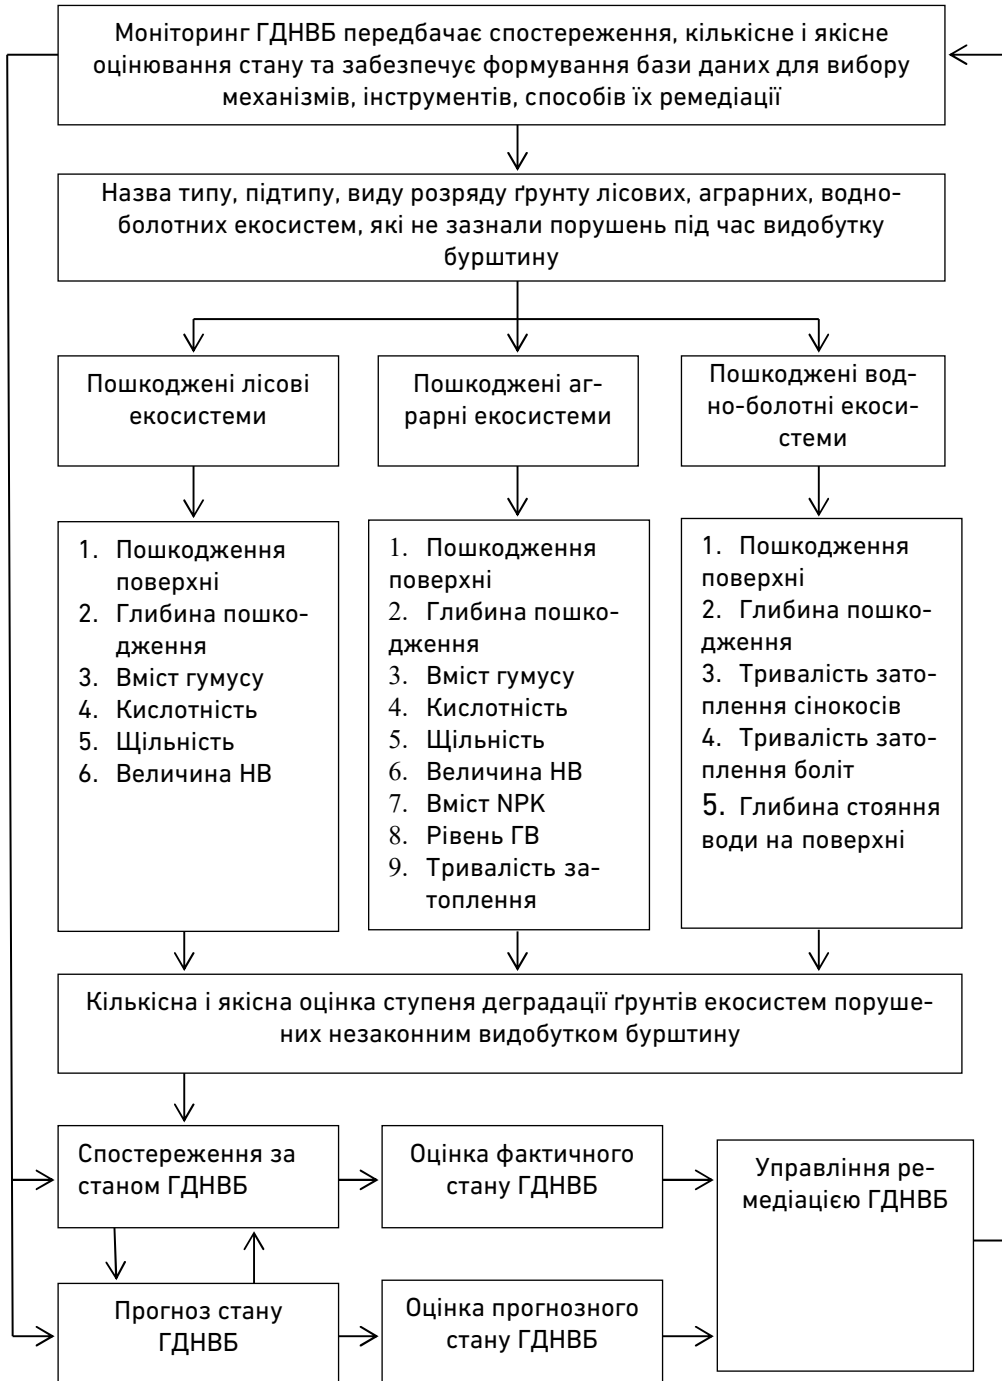 Моніторинг ГДНВБ передбачає спостереження, кількісне і якісне
оцінювання стану та забезпечує формування бази даних для вибору
механізмів, інструментів, способів їх ремедіації
Назва типу, підтипу, виду розряду ґрунту лісових, аграрних, водно-
болотних екосистем, які не зазнали порушень під час видобутку
бурштину
Пошкоджені лісові
екосистеми
Пошкоджені аг-
рарні екосистеми
Пошкоджені вод-
но-болотні екоси-
стеми
1. Пошкодження
поверхні
2. Глибина пошко-
дження
3. Вміст гумусу
4. Кислотність
5. Щільність
6. Величина НВ
1. Пошкодження
поверхні
2. Глибина пошко-
дження
3. Вміст гумусу
4. Кислотність
5. Щільність
6. Величина НВ
7. Вміст NPK
8. Рівень ГВ
9. Тривалість за-
топлення
1. Пошкодження
поверхні
2. Глибина пошко-
дження
3. Тривалість зато-
плення сінокосів
4. Тривалість зато-
плення боліт
5. Глибина стояння
води на поверхні
Кількісна і якісна оцінка ступеня деградації ґрунтів екосистем поруше-
них незаконним видобутком бурштину
Спостереження за
станом ГДНВБ
Оцінка фактичного
стану ГДНВБ
Управління ре-
медіацією ГДНВБ
Прогноз стану
ГДНВБ
Оцінка прогнозного
стану ГДНВБ